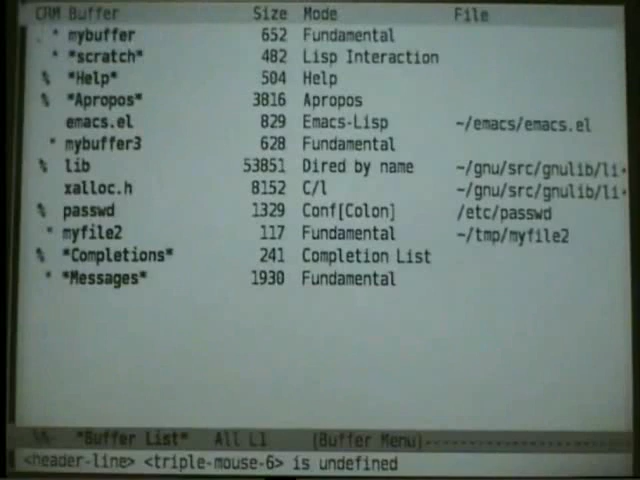 CRM Buffer Size Mode File
. * mybuffer 652 Fundamental
* *scratch* 482 Lisp Interaction
% *Help* 504 Help
% *Apropos* 3816 Apropos
emacs.el 829 Emacs-Lisp ~/emacs/emacs.el
* mybuffer3 628 Fundamental
% lib 53851 Dired by name ~/gnu/src/gnulib/li
xalloc.h 8152 C/l ~/gnu/src/gnulib/li
% passwd 1329 Conf[Colon] /etc/passwd
* myfile2 117 Fundamental ~/tmp/myfile2
% *Completions* 241 Completion List
* *Messages* 1930 Fundamental
%%- *Buffer List* All L1 (Buffer Menu)
<header-line> <triple-mouse-6> is undefined